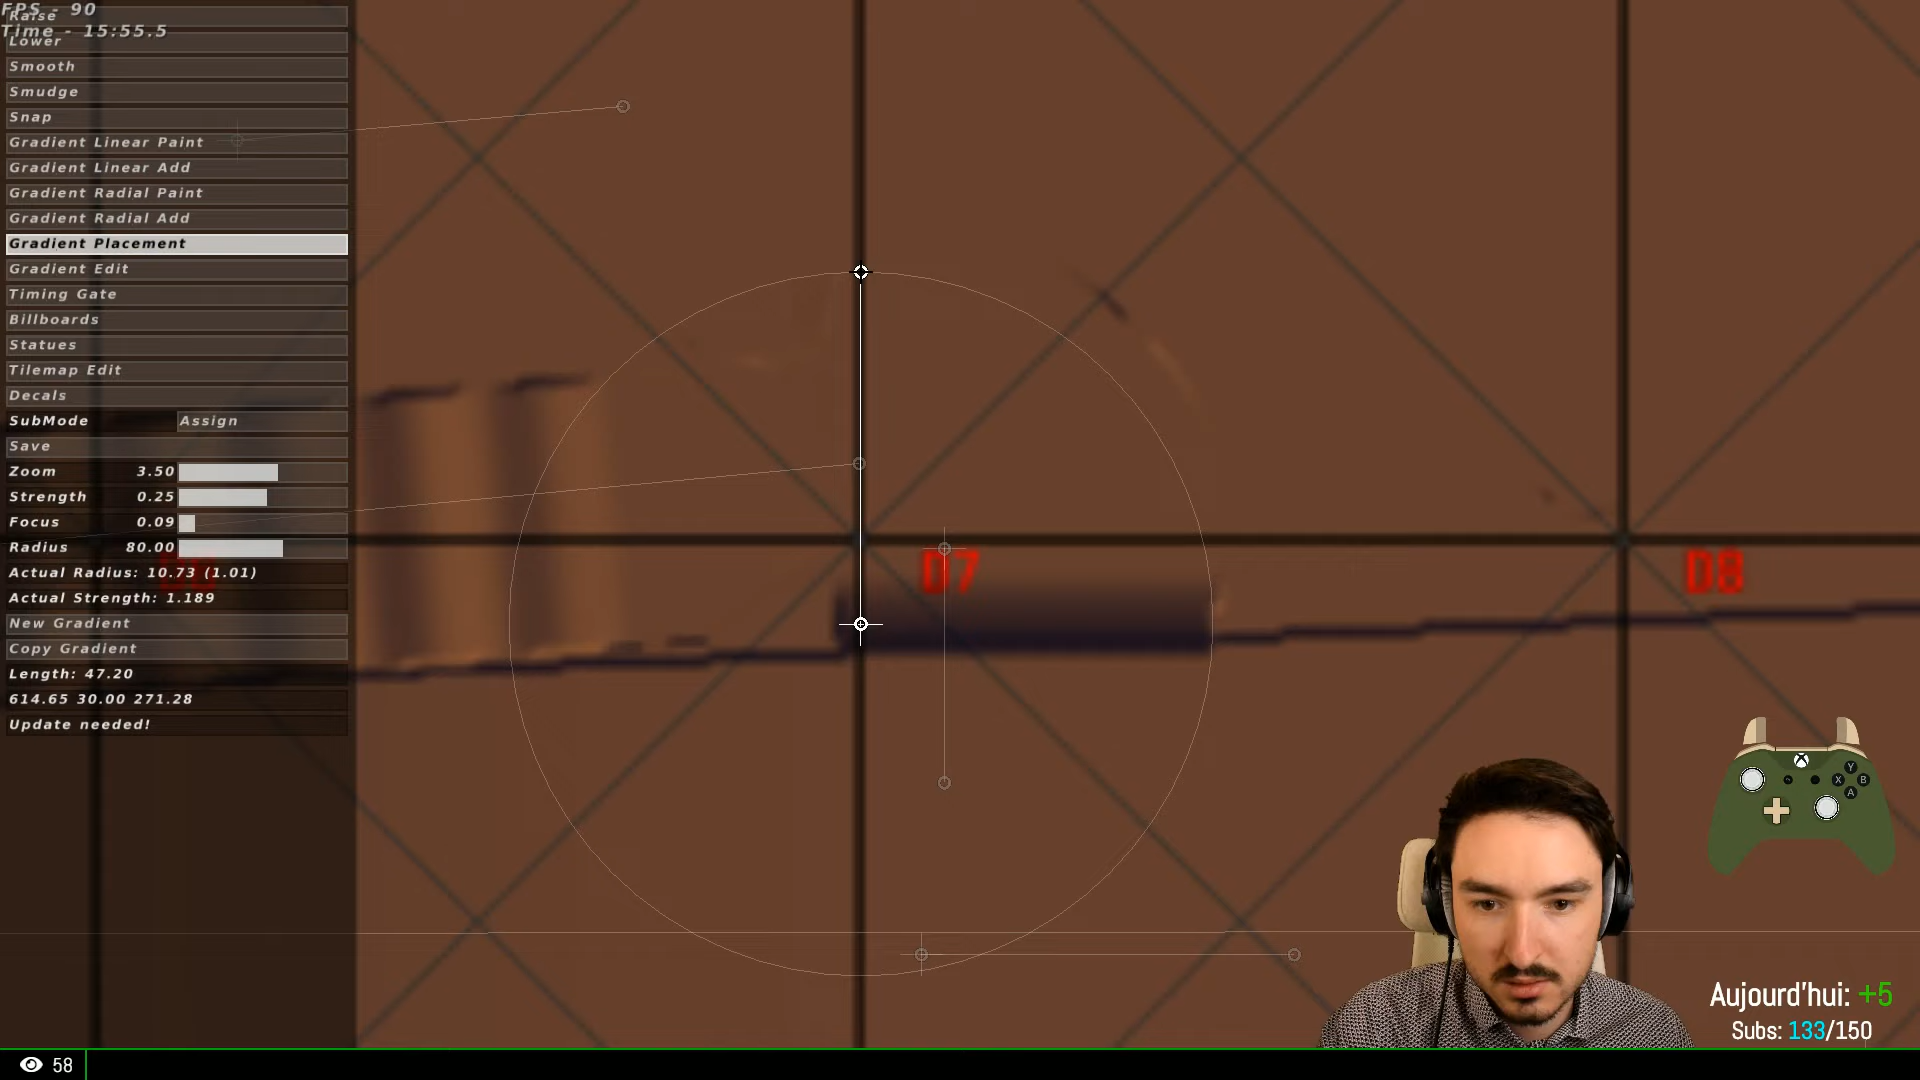 FPS - 90
Raise
Time - 15:55.5
Lower
Smooth
Smudge
Snap
Gradient Linear Paint
Gradient Linear Add
Gradient Radial Paint
Gradient Radial Add
Gradient Placement
Gradient Edit
Timing Gate
Billboards
Statues
Tilemap Edit
Decals
SubMode Assign
Save
Zoom 3.50
Strength 0.25
Focus 0.09
Radius 80.00
Actual Radius: 10.73 (1.01)
Actual Strength: 1.189
New Gradient
Copy Gradient
Length: 47.20
614.65 30.00 271.28
Update needed!
D7
D8
Y
X B
A
Aujourd'hui: +5
Subs: 133/150
58